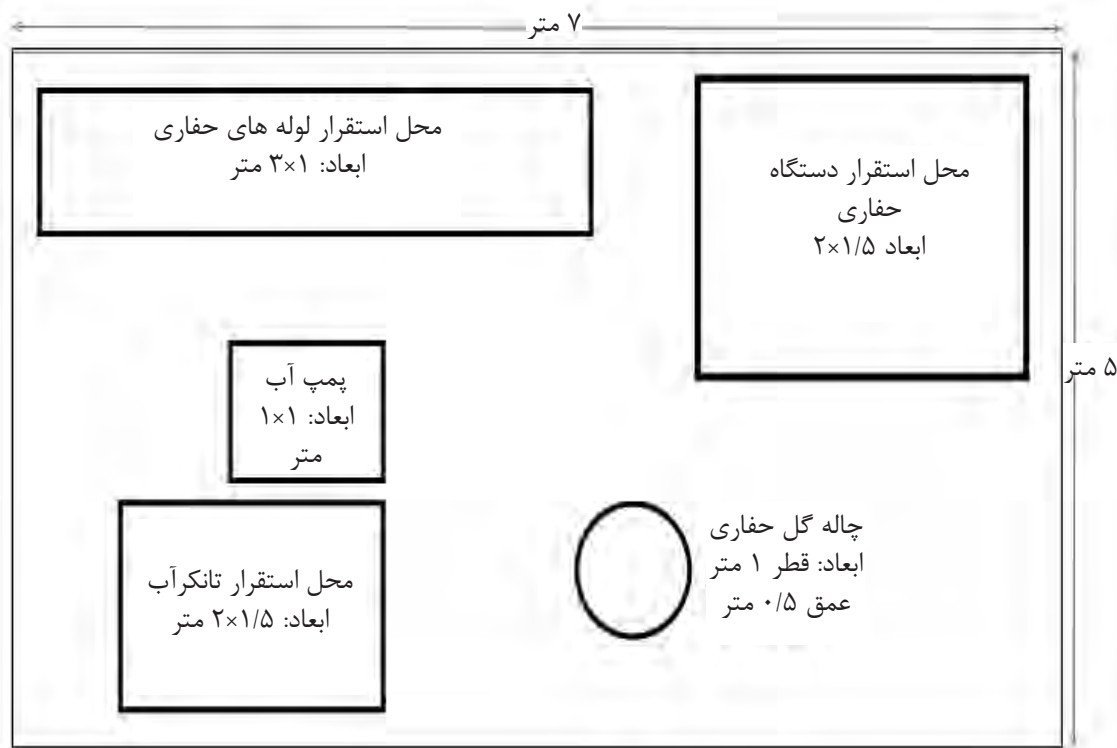 ۷ متر
محل استقرار لوله های حفاری
ابعاد: ۱×۳ متر
محل استقرار دستگاه
حفاری
ابعاد ۱/۵×۲
۵ متر
پمپ آب
ابعاد: ۱×۱
متر
چاله گل حفاری
ابعاد: قطر ۱ متر
عمق ۰/۵ متر
محل استقرار تانکرآب
ابعاد: ۱/۵×۲ متر